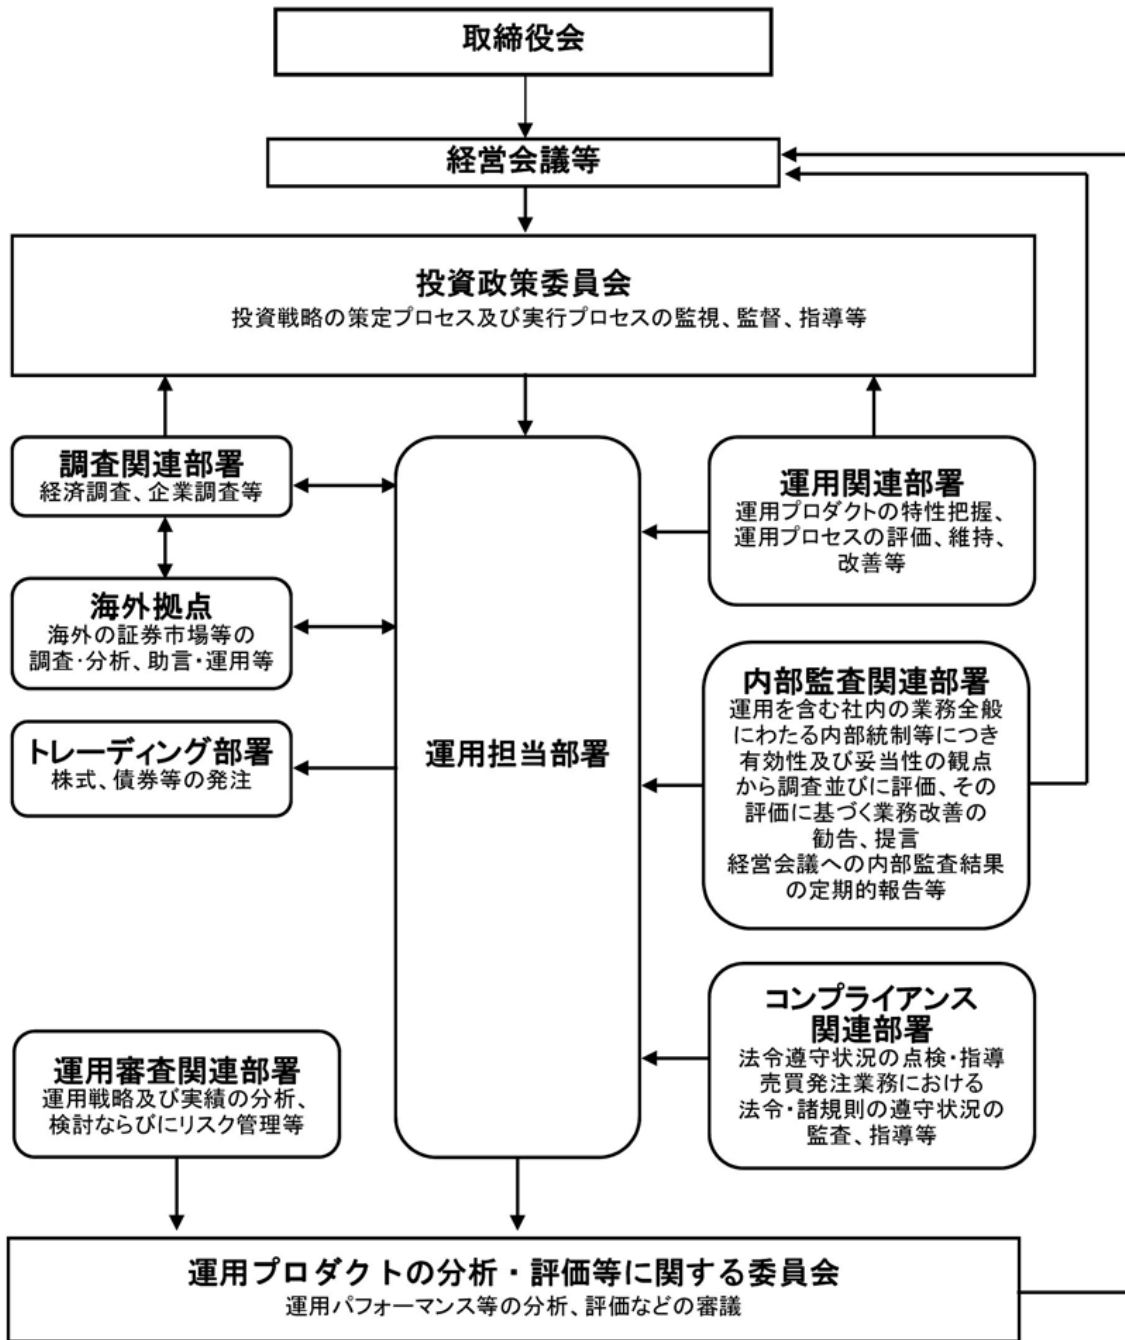 取締役会
経営会議等
投資政策委員会
投資戦略の策定プロセス及び実行プロセスの監視、監督、指導等
調査関連部署
経済調査、企業調査等
海外拠点
海外の証券市場等の
調査・分析、助言・運用等
トレーディング部署
株式、債券等の発注
運用担当部署
運用関連部署
運用プロダクトの特性把握、
運用プロセスの評価、維持、
改善等
内部監査関連部署
運用を含む社内の業務全般
にわたる内部統制等につき
有効性及び妥当性の観点
から調査並びに評価、その
評価に基づく業務改善の
勧告、提言
経営会議への内部監査結果
の定期的報告等
コンプライアンス
関連部署
法令遵守状況の点検・指導
売買発注業務における
法令・諸規則の遵守状況の
監査、指導等
運用審査関連部署
運用戦略及び実績の分析、
検討ならびにリスク管理等
運用プロダクトの分析・評価等に関する委員会
運用パフォーマンス等の分析、評価などの審議